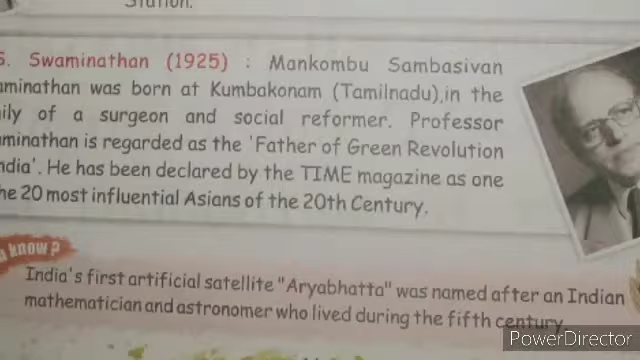 Station.
S. Swaminathan (1925) : Mankombu Sambasivan
aminathan was born at Kumbakonam (Tamilnadu),in the
ily of a surgeon and social reformer. Professor
minathan is regarded as the 'Father of Green Revolution
ndia'. He has been declared by the TIME magazine as one
he 20 most influential Asians of the 20th Century.
know?
India's first artificial satellite "Aryabhatta" was named after an Indian
mathematician and astronomer who lived during the fifth century
PowerDirector